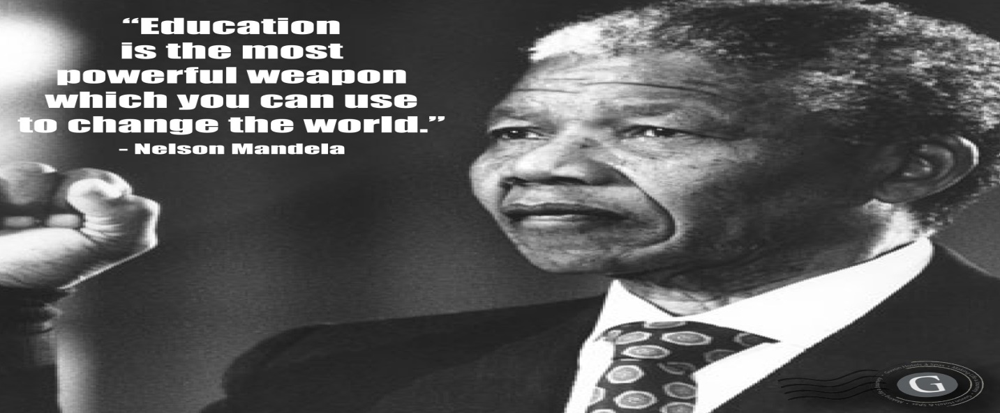 “Education
is the most
powerful weapon
which you can use
to change the world.”
- Nelson Mandela
G